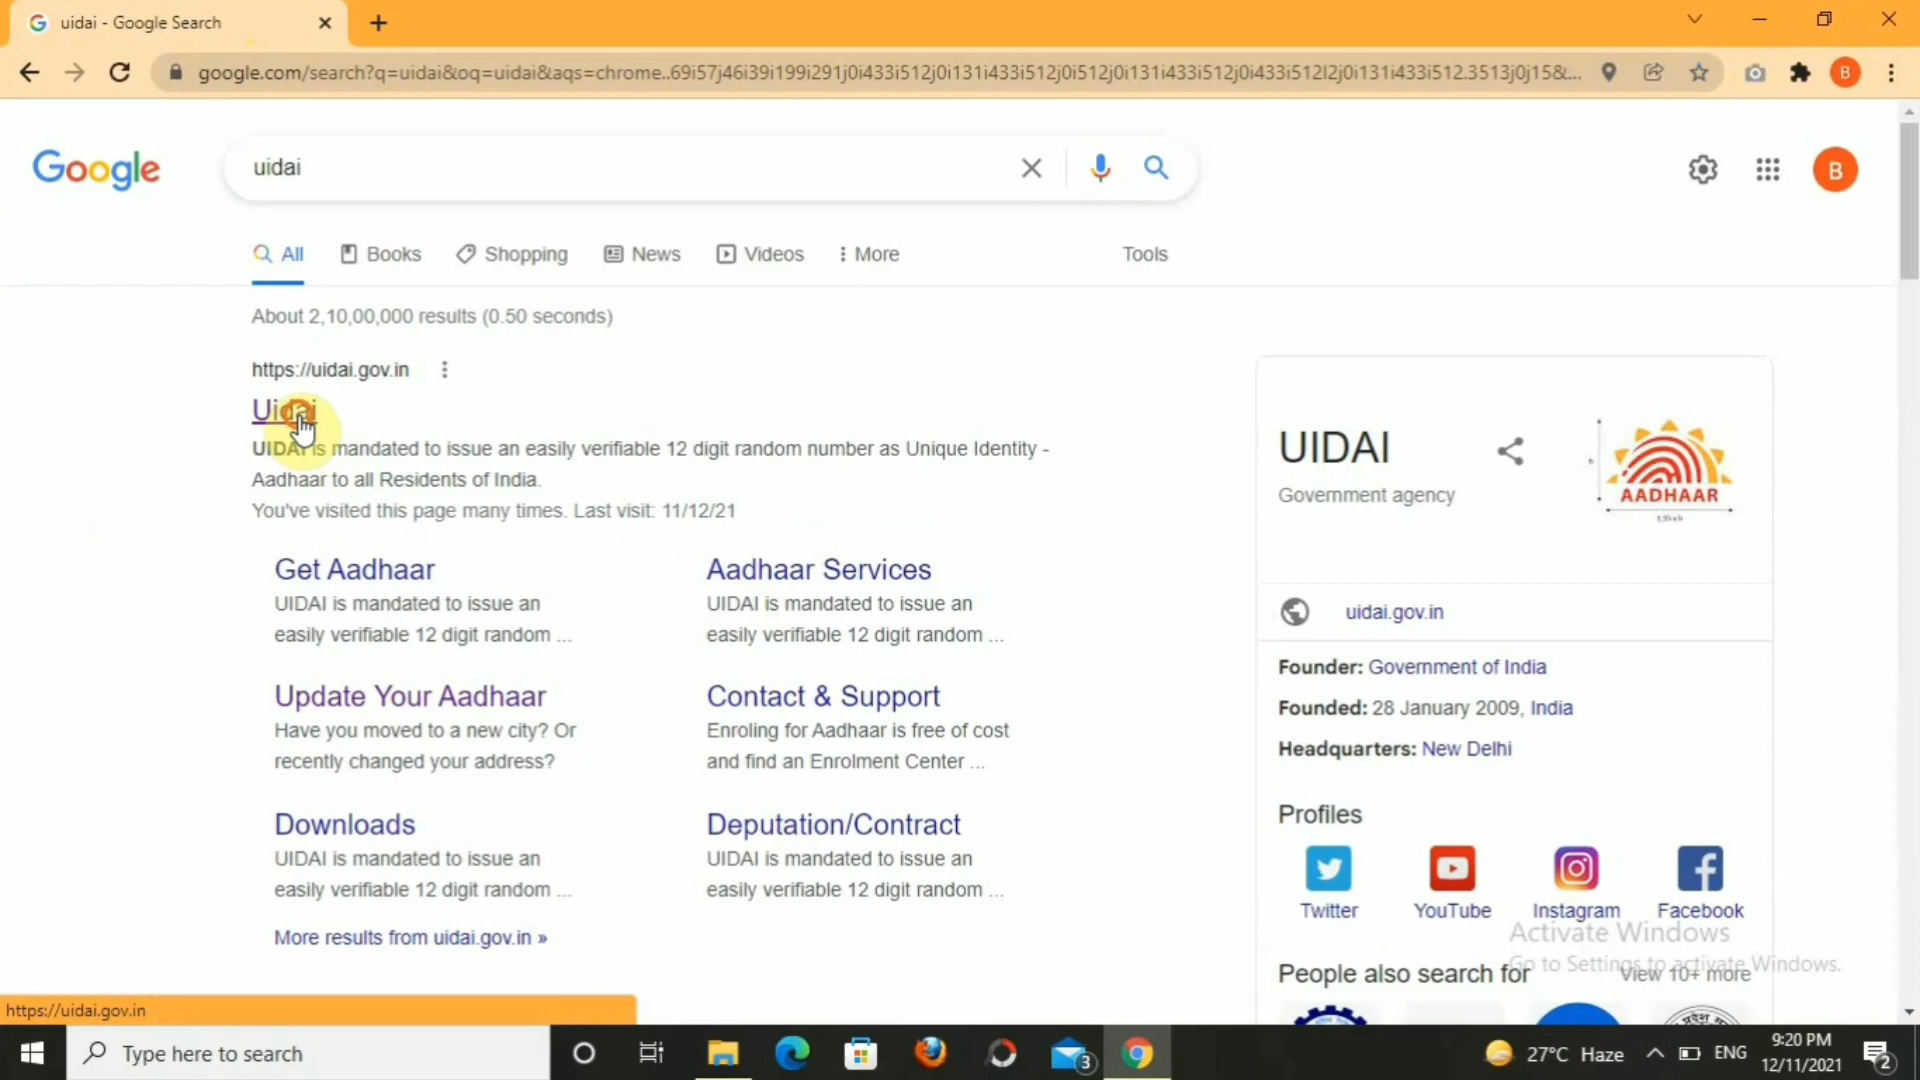 uidai - Google Search
google.com/search?q=uidai&oq=uidai&aqs=chrome..69i57j46i39i199i291j0i433i512j0i131i433i512j0i512j0i131i433i512j0i433i512l2j0i131i433i512.3513j0j15&...
B
Google
uidai
B
All
Books
Shopping
News
Videos
More
Tools
About 2,10,00,000 results (0.50 seconds)
https://uidai.gov.in
Uidai
UIDAI is mandated to issue an easily verifiable 12 digit random number as Unique Identity -
Aadhaar to all Residents of India.
You've visited this page many times. Last visit: 11/12/21
Get Aadhaar
UIDAI is mandated to issue an
easily verifiable 12 digit random ...
Aadhaar Services
UIDAI is mandated to issue an
easily verifiable 12 digit random ...
Update Your Aadhaar
Have you moved to a new city? Or
recently changed your address?
Contact & Support
Enroling for Aadhaar is free of cost
and find an Enrolment Center ...
Downloads
UIDAI is mandated to issue an
easily verifiable 12 digit random ...
Deputation/Contract
UIDAI is mandated to issue an
easily verifiable 12 digit random ...
More results from uidai.gov.in »
UIDAI
Government agency
AADHAAR
uidai.gov.in
Founder: Government of India
Founded: 28 January 2009, India
Headquarters: New Delhi
Profiles
Twitter
YouTube
Instagram
Facebook
Activate Windows
Go to Settings to activate Windows.
People also search for
View 10+ more
https://uidai.gov.in
Type here to search
3
27°C Haze
ENG
9:20 PM
12/11/2021
2